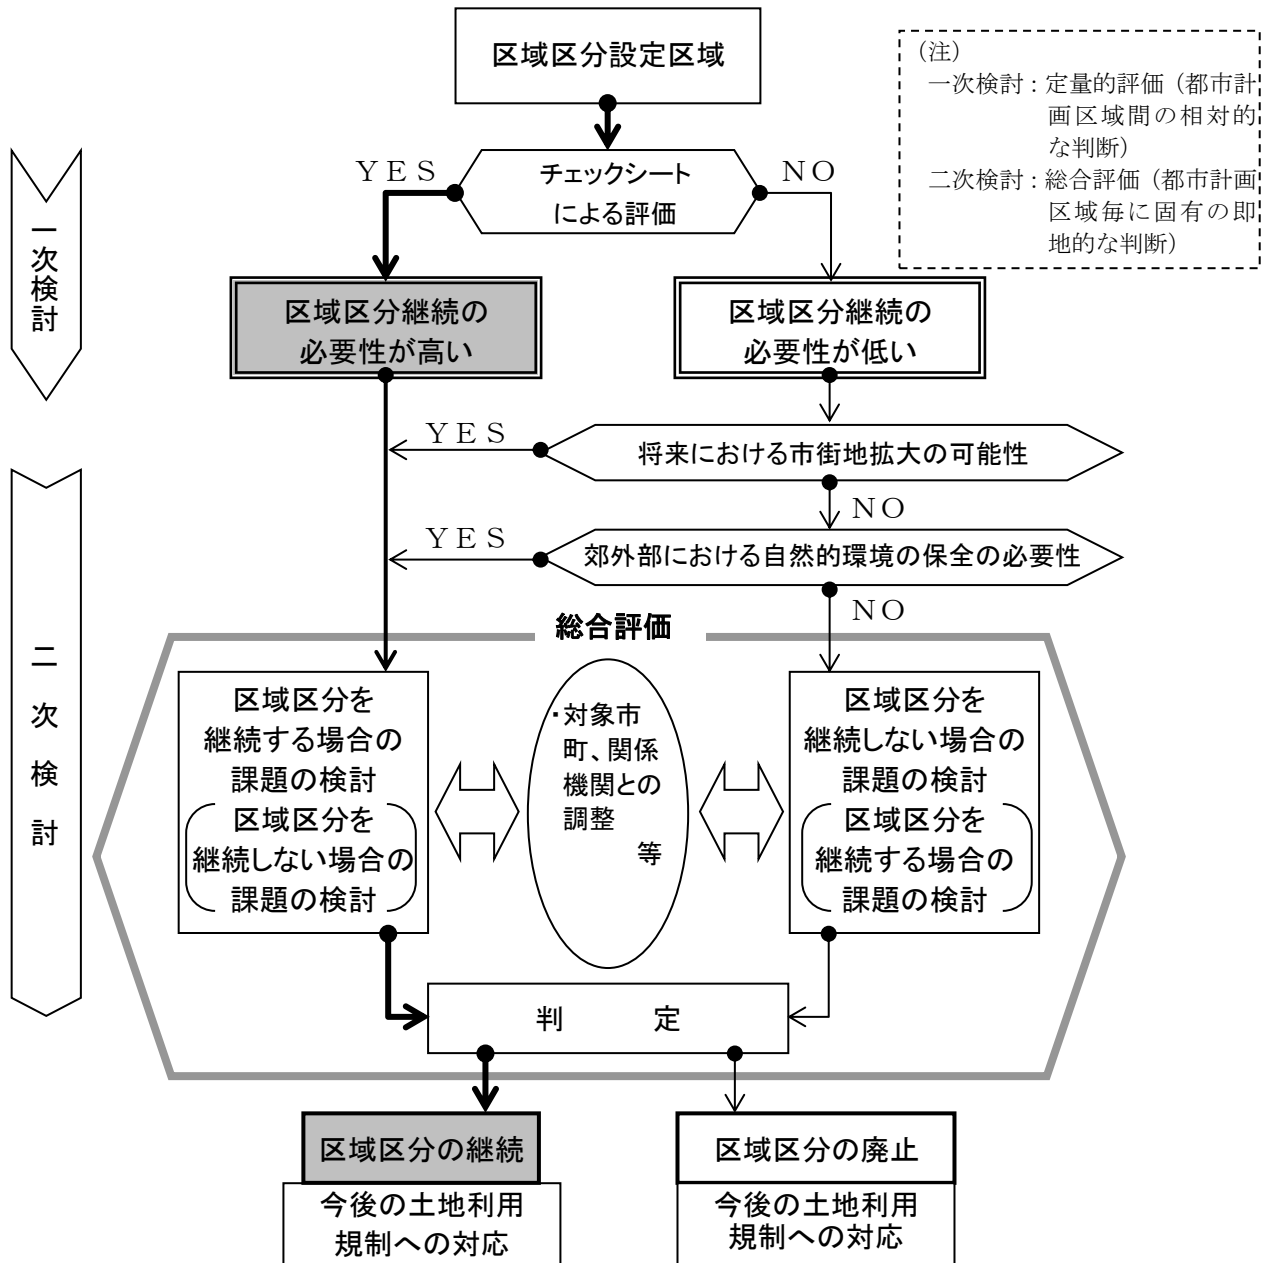 区域区分設定区域
（注）
一次検討：定量的評価（都市計
画区域間の相対的
な判断）
二次検討：総合評価（都市計画
区域毎に固有の即
地的な判断）
一次検討
チェックシート
による評価
ＹＥＳ
ＮＯ
区域区分継続の
必要性が高い
区域区分継続の
必要性が低い
ＹＥＳ
将来における市街地拡大の可能性
ＮＯ
ＹＥＳ
郊外部における自然的環境の保全の必要性
ＮＯ
二次検討
総合評価
区域区分を
継続する場合の
課題の検討
区域区分を
継続しない場合の
課題の検討
・対象市
町、関係
機関との
調整
等
区域区分を
継続しない場合の
課題の検討
区域区分を
継続する場合の
課題の検討
判　定
区域区分の継続
今後の土地利用
規制への対応
区域区分の廃止
今後の土地利用
規制への対応